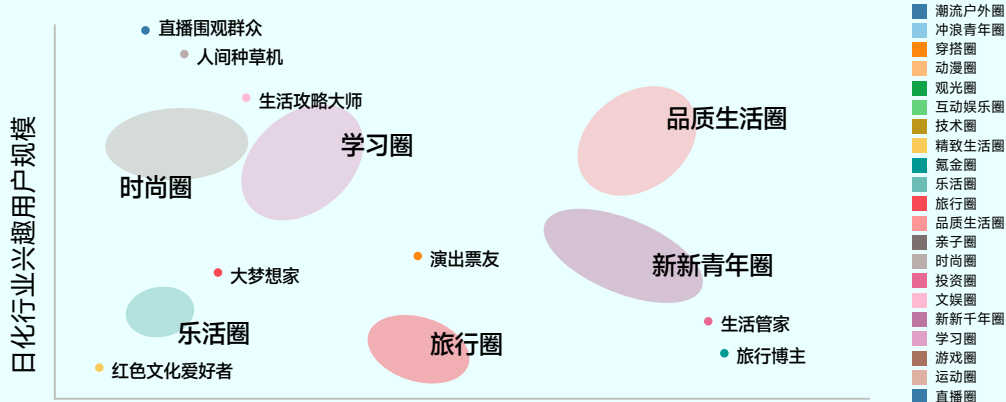 直播围观群众
人间种草机
生活攻略大师
品质生活圈
学习圈
时尚圈
演出票友
新新青年圈
大梦想家
乐活圈
旅行圈
生活管家
旅行博主
红色文化爱好者
日化行业兴趣用户规模
潮流户外圈
冲浪青年圈
穿搭圈
动漫圈
观光圈
互动娱乐圈
技术圈
精致生活圈
氪金圈
乐活圈
旅行圈
品质生活圈
亲子圈
时尚圈
投资圈
文娱圈
新新千年圈
学习圈
游戏圈
运动圈
直播圈